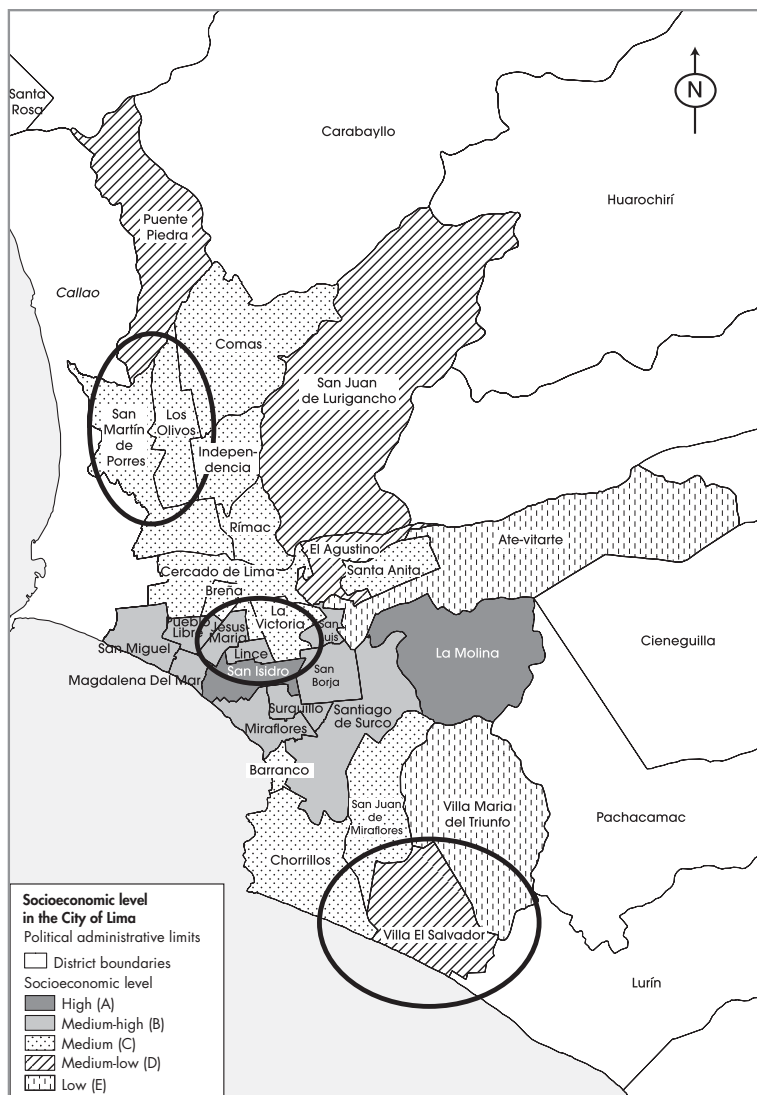 Santa
Rosa
Carabayllo
N
Huarochirí
Puente
Piedra
Callao
Comas
San Juan
de Lurigancho
San
Martín
de
Porres
Los
Olivos
Indepen-
dencia
Rímac
El Agustino
Ate-vitarte
Santa Anita
Cercado de Lima
Breña
La
Victoria
Pueblo
Libre
Jesus
Maria
San
Luis
San Miguel
Lince
La Molina
Cieneguilla
San Isidro
San
Borja
Magdalena Del Mar
Surquillo
Santiago
de Surco
Miraflores
Barranco
San Juan
de
Miraflores
Villa Maria
del Triunfo
Pachacamac
Chorrillos
Villa El Salvador
Lurín
Socioeconomic level
in the City of Lima
Political administrative limits
District boundaries
Socioeconomic level
High (A)
Medium-high (B)
Medium (C)
Medium-low (D)
Low (E)